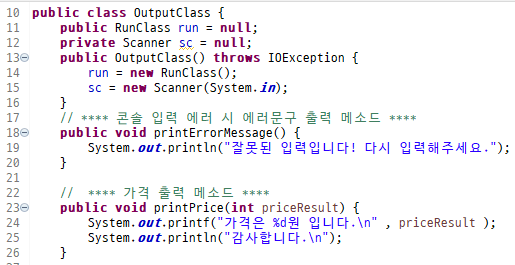 10 public class OutputClass {
11 public RunClass run = null;
12 private Scanner sc = null;
13 public OutputClass() throws IOException {
14 run = new RunClass();
15 sc = new Scanner(System.in);
16 }
17 // **** 콘솔 입력 에러 시 에러문구 출력 메소드 ****
18 public void printErrorMessage() {
19 System.out.println("잘못된 입력입니다! 다시 입력해주세요.");
20 }
21
22 // **** 가격 출력 메소드 ****
23 public void printPrice(int priceResult) {
24 System.out.printf("가격은 %d원 입니다.\n" , priceResult );
25 System.out.println("감사합니다.\n");
26 }